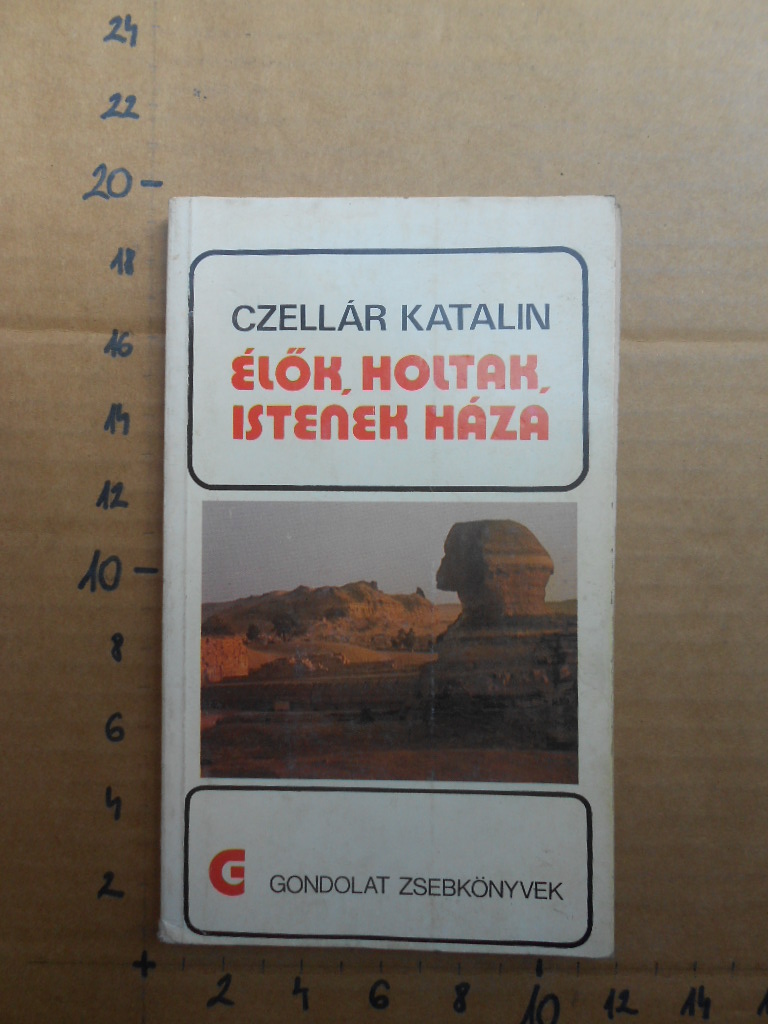 24
22
20
18
16
14
12
10
8
6
4
2
CZELLÁR KATALIN
ÉLŐK, HOLTAK,
ISTENEK HÁZA
G GONDOLAT ZSEBKÖNYVEK
2 4 6 8 10 12 14